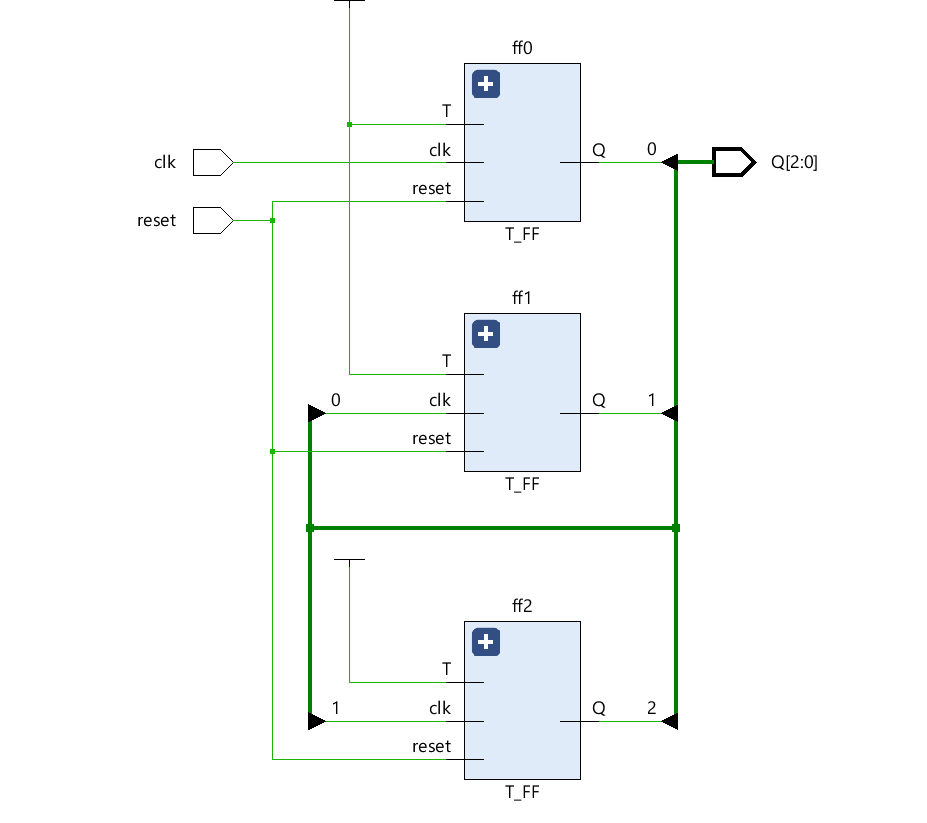 ff0
T
clk
clk
Q
0
Q[2:0]
reset
reset
T_FF
ff1
T
0
clk
Q
1
reset
T_FF
ff2
T
1
clk
Q
2
reset
T_FF